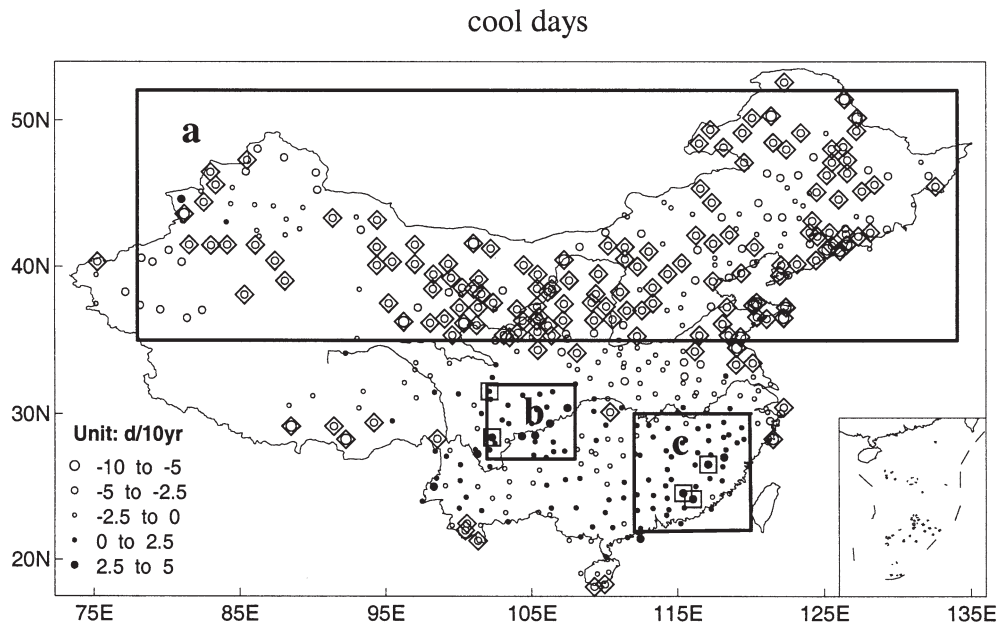 cool days
50N
a
40N
30N
b
c
Unit: d/10yr
-10 to -5
-5 to -2.5
-2.5 to 0
0 to 2.5
2.5 to 5
20N
75E 85E 95E 105E 115E 125E 135E